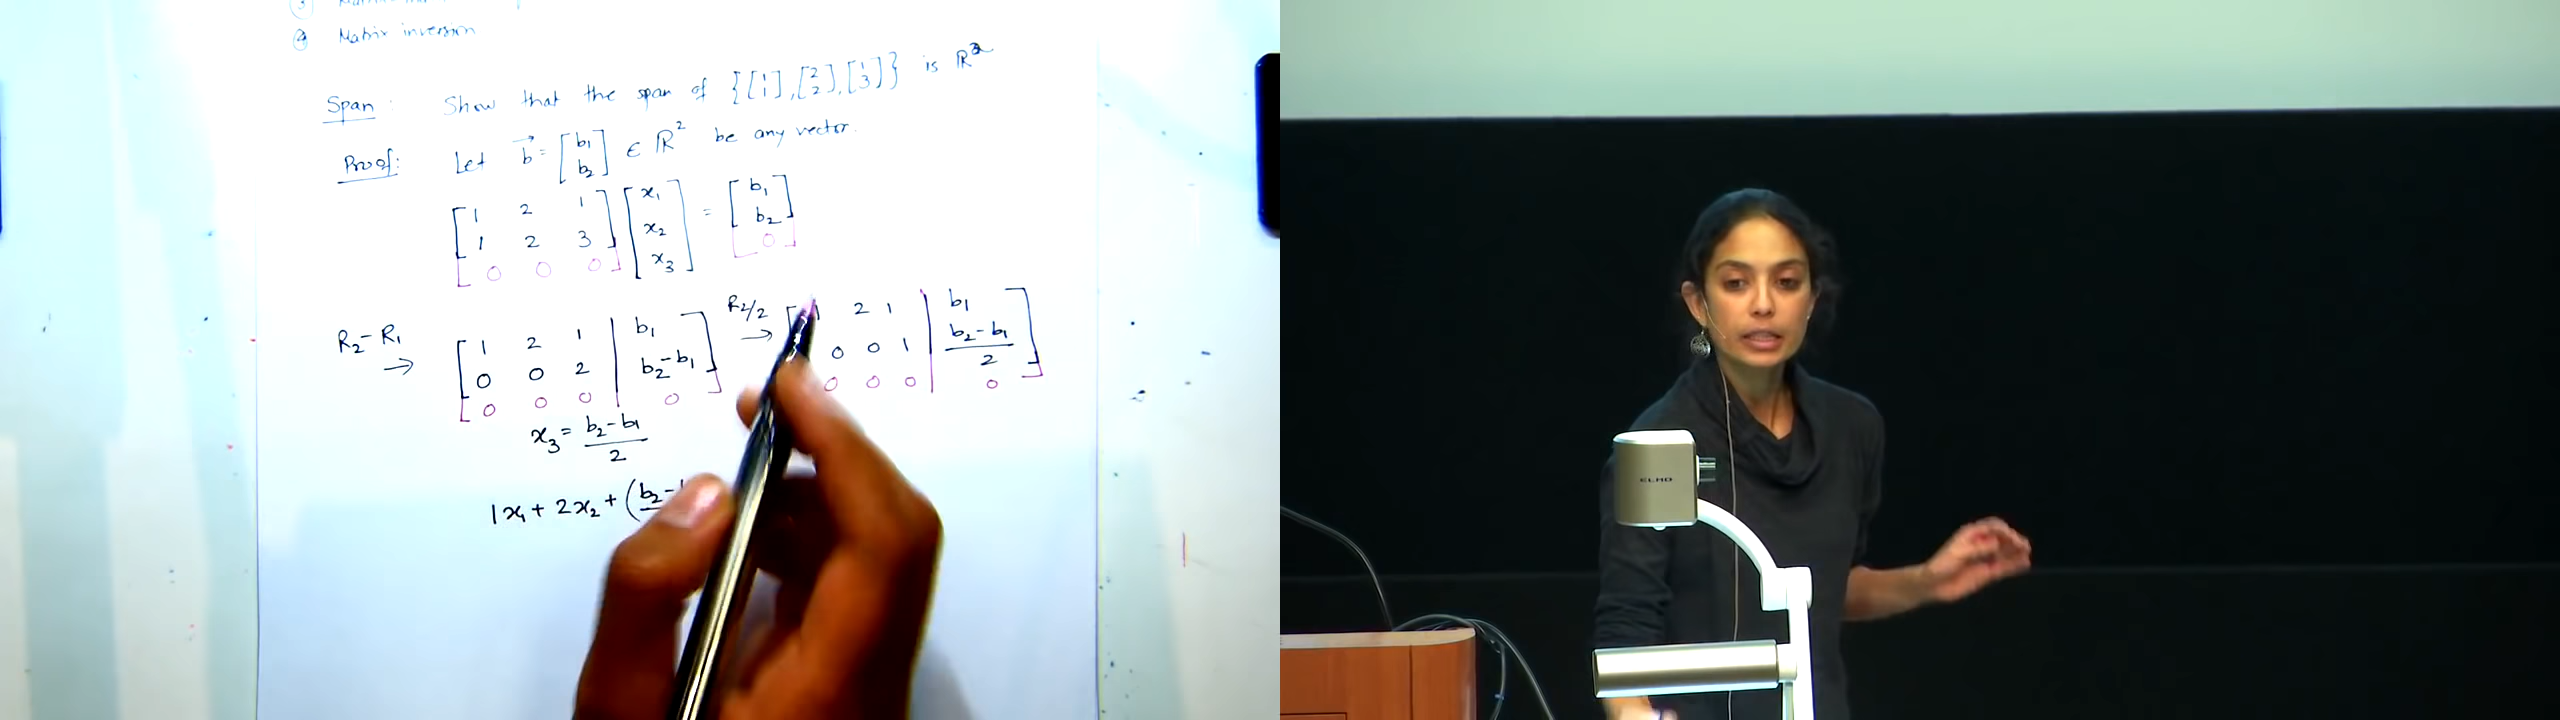 ④ Matrix inversion
Span : Show that the span of {[1 1],[2 2],[1 3]} is ℝ²
Proof: Let b⃗ = [b₁ b₂] ∈ ℝ² be any vector.
[1 2 1] [x₁ = [b₁
1 2 3 x₂ b₂
0 0 0] x₃] 0]
R₂-R₁ → [1 2 1 | b₁] R₂/2 → [1 2 1 | b₁]
0 0 2 | b₂-b₁ 0 0 1 | (b₂-b₁)/2
0 0 0 | 0 0 0 0 | 0
x₃ = (b₂-b₁)/2
1x₁ + 2x₂ + (b₂-
ELMO